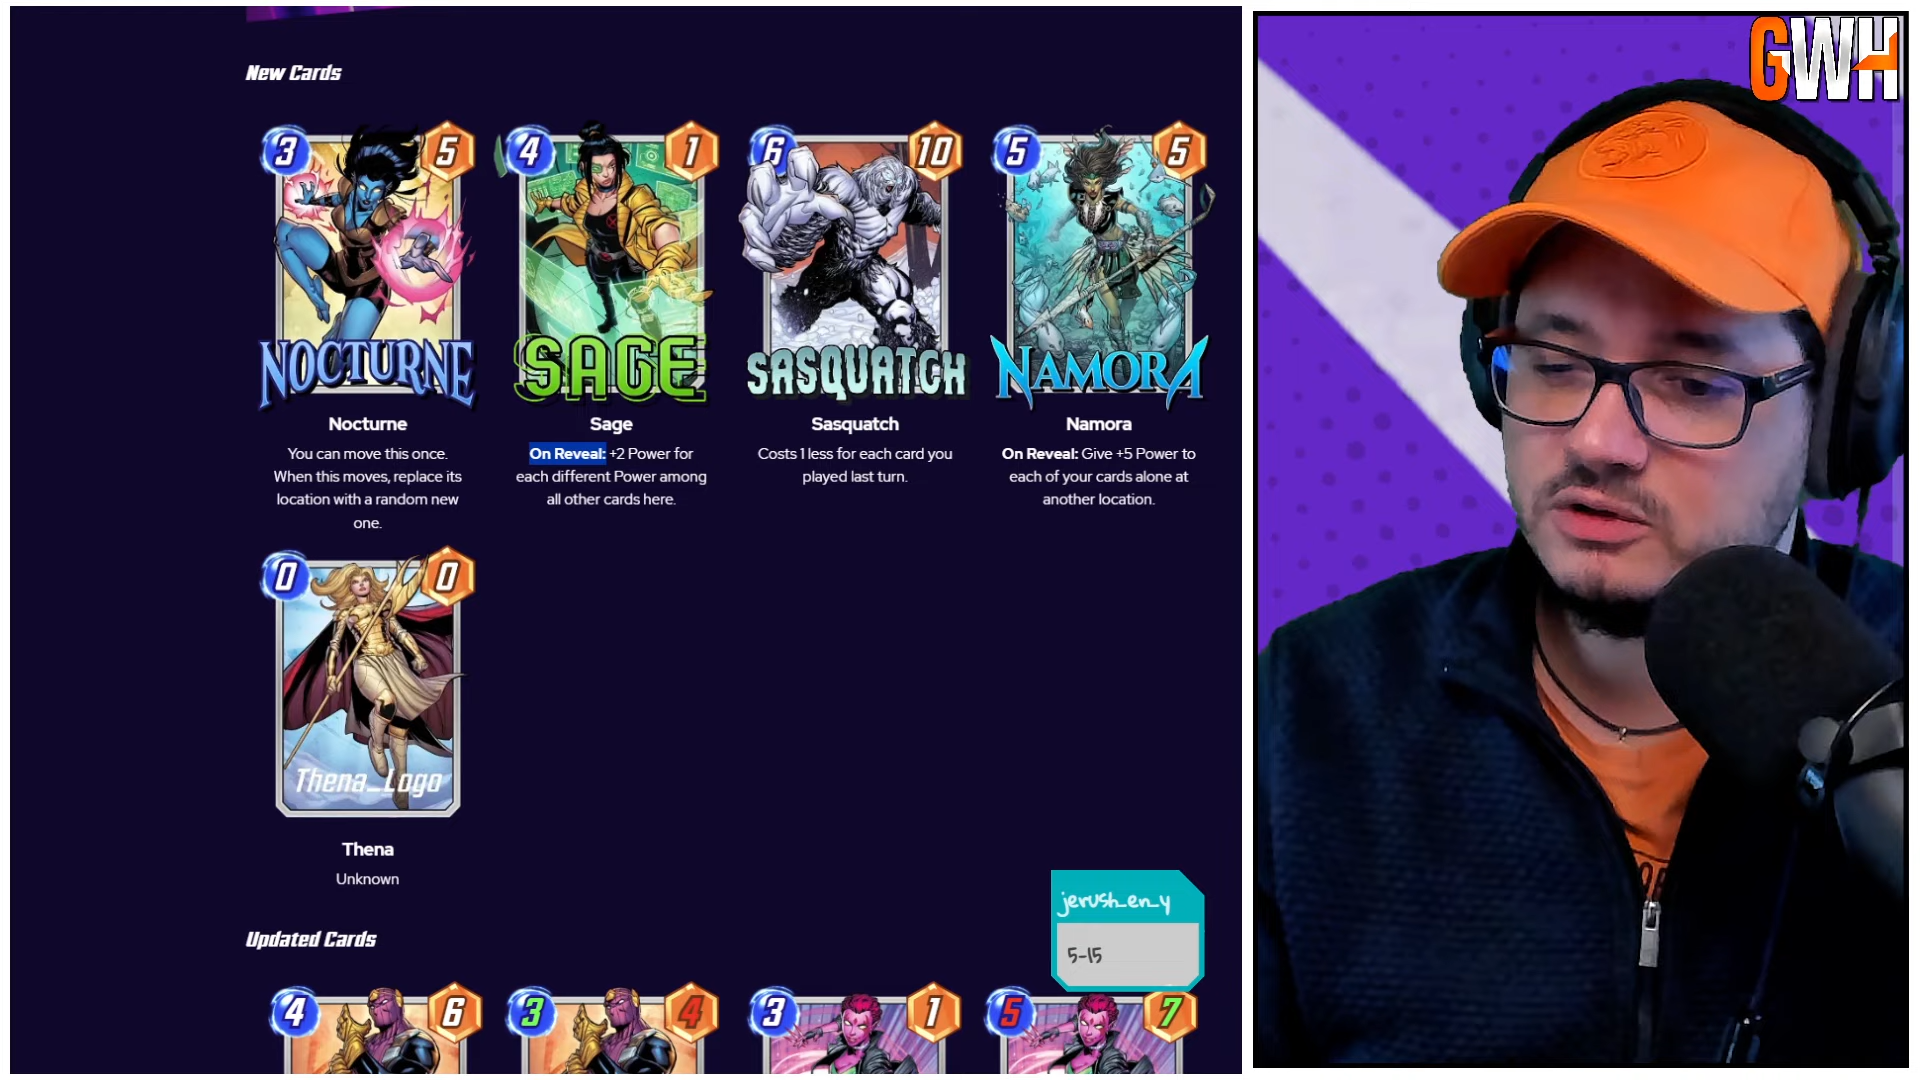 GWH
New Cards
3 5 4 1 6 10 5 5
NOCTURNE SAGE SASQUATCH NAMORA
Nocturne
You can move this once.
When this moves, replace its
location with a random new
one.
Sage
On Reveal: +2 Power for
each different Power among
all other cards here.
Sasquatch
Costs 1 less for each card you
played last turn.
Namora
On Reveal: Give +5 Power to
each of your cards alone at
another location.
0 0
Thena_Logo
Thena
Unknown
jerush_en_y
5-15
Updated Cards
4 6 3 4 3 1 5 7